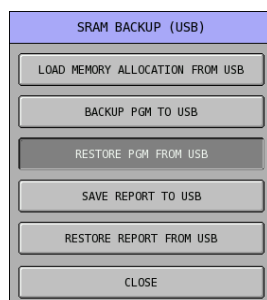 SRAM BACKUP (USB)
LOAD MEMORY ALLOCATION FROM USB
BACKUP PGM TO USB
RESTORE PGM FROM USB
SAVE REPORT TO USB
RESTORE REPORT FROM USB
CLOSE